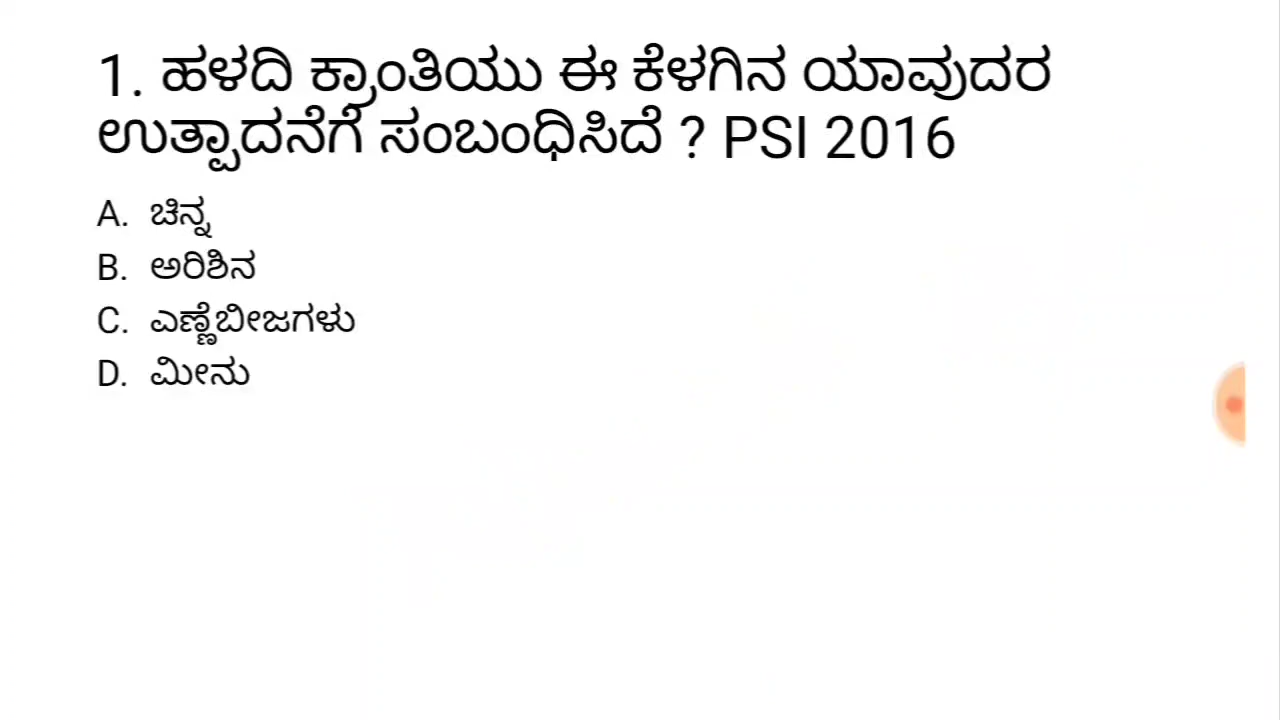 1. ಹಳದಿ ಕ್ರಾಂತಿಯು ಈ ಕೆಳಗಿನ ಯಾವುದರ
ಉತ್ಪಾದನೆಗೆ ಸಂಬಂಧಿಸಿದೆ ? PSI 2016
A. ಚಿನ್ನ
B. ಅರಿಶಿನ
C. ಎಣ್ಣೆಬೀಜಗಳು
D. ಮೀನು